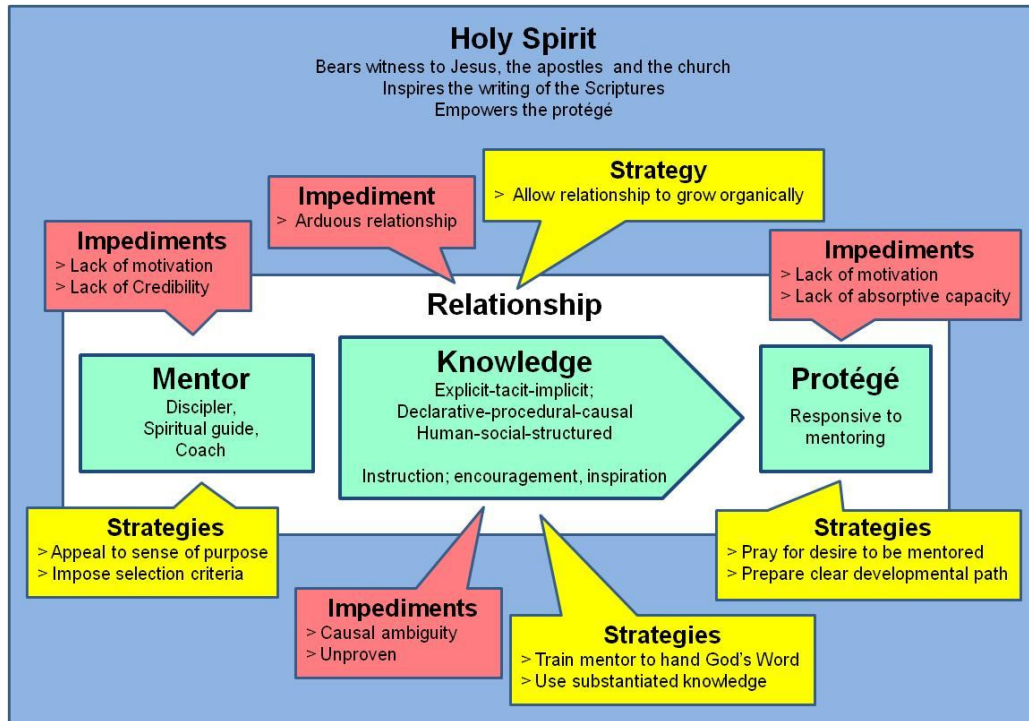 Holy Spirit
Bears witness to Jesus, the apostles and the church
Inspires the writing of the Scriptures
Empowers the protégé
Impediment
> Arduous relationship
Strategy
> Allow relationship to grow organically
Impediments
> Lack of motivation
> Lack of Credibility
Impediments
> Lack of motivation
> Lack of absorptive capacity
Relationship
Mentor
Discipler,
Spiritual guide,
Coach
Knowledge
Explicit-tacit-implicit;
Declarative-procedural-causal
Human-social-structured
Instruction; encouragement, inspiration
Protégé
Responsive to
mentoring
Strategies
> Appeal to sense of purpose
> Impose selection criteria
Impediments
> Causal ambiguity
> Unproven
Strategies
> Train mentor to hand God's Word
> Use substantiated knowledge
Strategies
> Pray for desire to be mentored
> Prepare clear developmental path